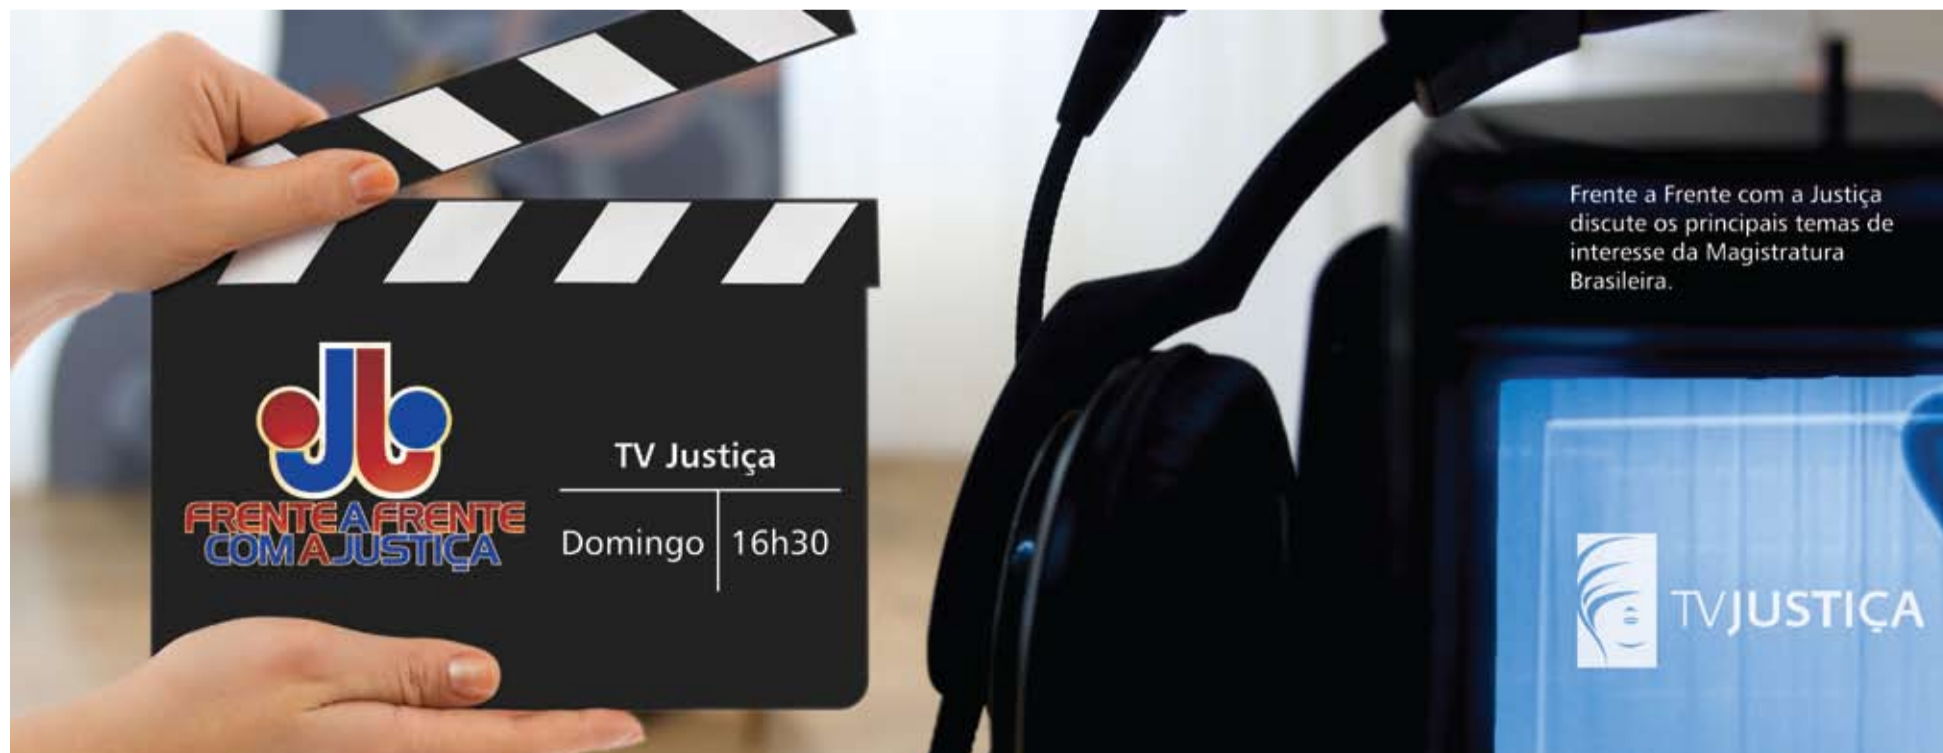 Frente a Frente com a Justiça
discute os principais temas de
interesse da Magistratura
Brasileira.
FRENTE A FRENTE
COM A JUSTIÇA
TV Justiça
Domingo
16h30
TVJUSTIÇA